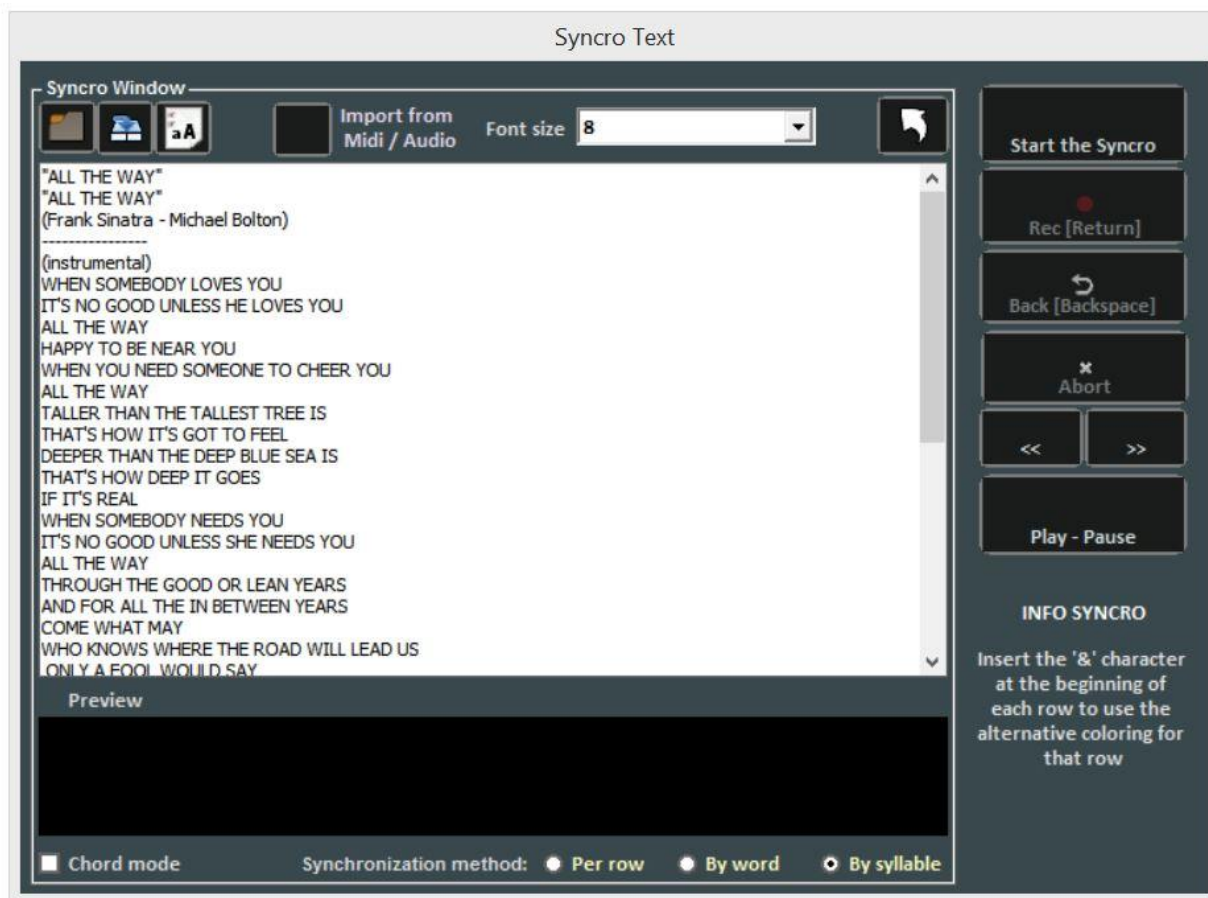 Syncro Text
Syncro Window
Import from
Midi / Audio
Font size
8
aA
"ALL THE WAY"
"ALL THE WAY"
(Frank Sinatra - Michael Bolton)
----------------
(instrumental)
WHEN SOMEBODY LOVES YOU
IT'S NO GOOD UNLESS HE LOVES YOU
ALL THE WAY
HAPPY TO BE NEAR YOU
WHEN YOU NEED SOMEONE TO CHEER YOU
ALL THE WAY
TALLER THAN THE TALLEST TREE IS
THAT'S HOW IT'S GOT TO FEEL
DEEPER THAN THE DEEP BLUE SEA IS
THAT'S HOW DEEP IT GOES
IF IT'S REAL
WHEN SOMEBODY NEEDS YOU
IT'S NO GOOD UNLESS SHE NEEDS YOU
ALL THE WAY
THROUGH THE GOOD OR LEAN YEARS
AND FOR ALL THE IN BETWEEN YEARS
COME WHAT MAY
WHO KNOWS WHERE THE ROAD WILL LEAD US
ONLY A FOOL WOULD SAY
Preview
Chord mode
Synchronization method:
Per row
By word
By syllable
Start the Syncro
Rec [Return]
Back [Backspace]
Abort
<<
>>
Play - Pause
INFO SYNCRO
Insert the '&' character
at the beginning of
each row to use the
alternative coloring for
that row